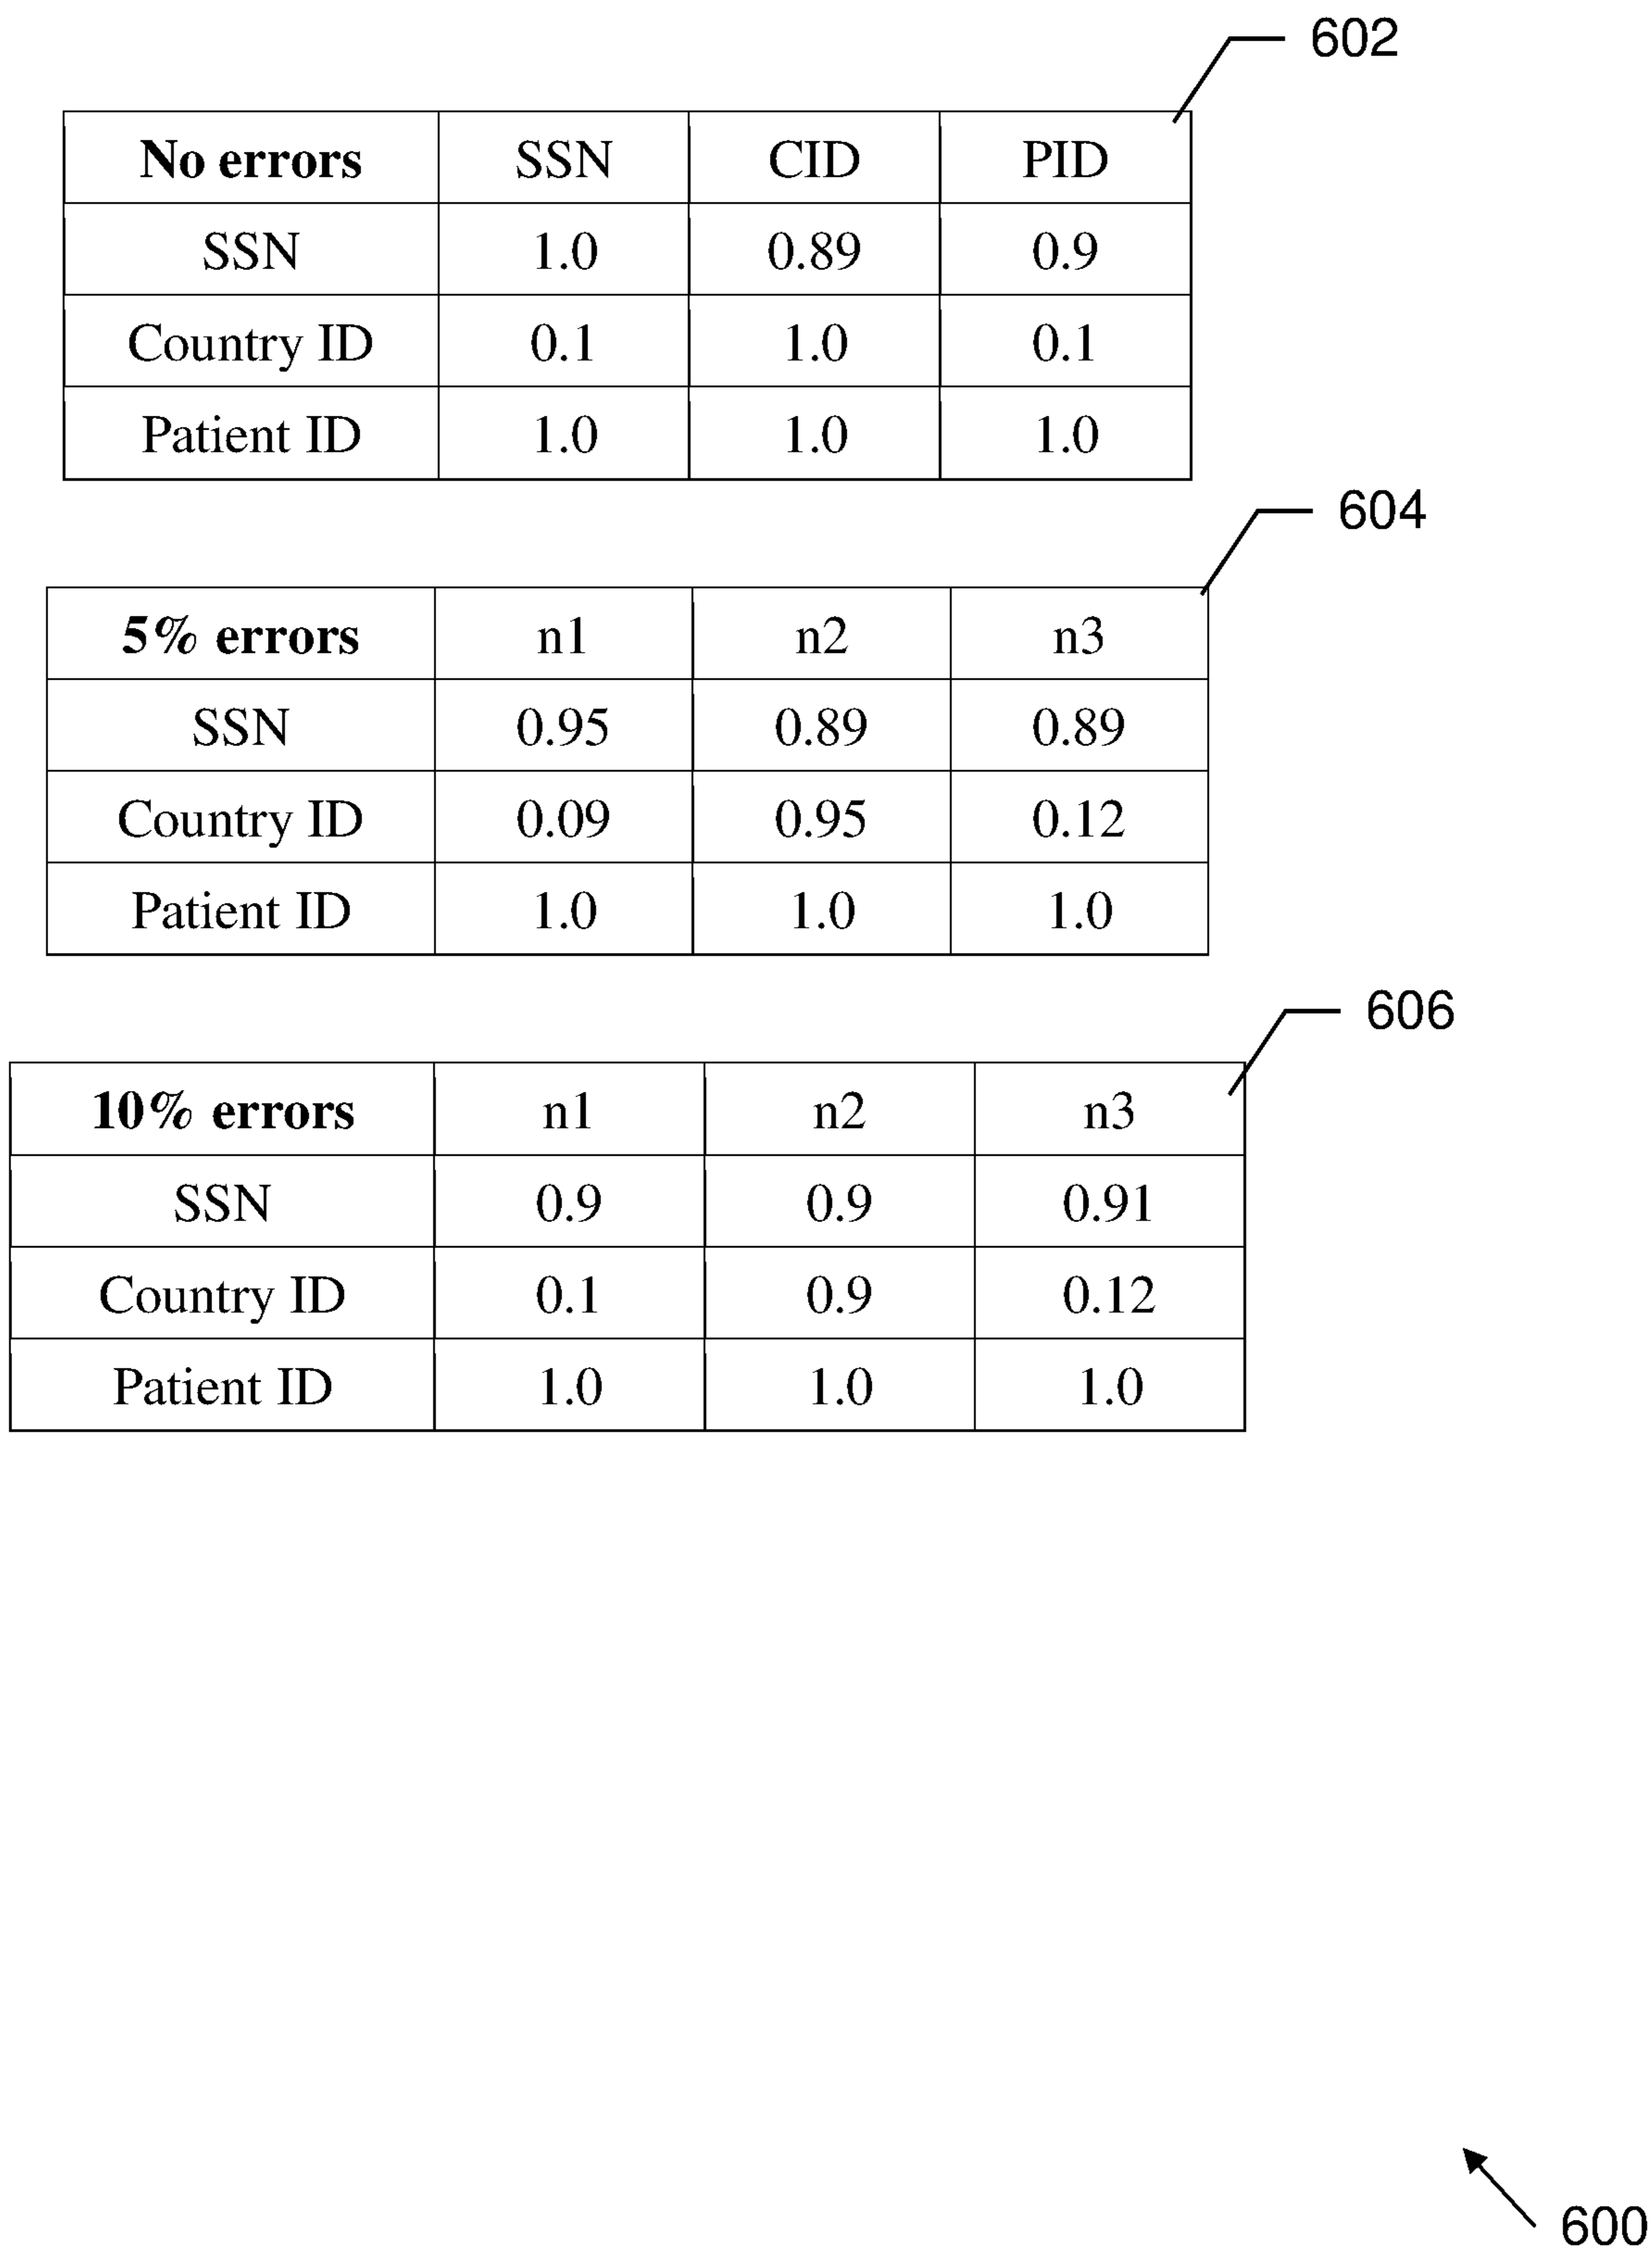 602
No errors SSN CID PID
SSN 1.0 0.89 0.9
Country ID 0.1 1.0 0.1
Patient ID 1.0 1.0 1.0
604
5% errors n1 n2 n3
SSN 0.95 0.89 0.89
Country ID 0.09 0.95 0.12
Patient ID 1.0 1.0 1.0
606
10% errors n1 n2 n3
SSN 0.9 0.9 0.91
Country ID 0.1 0.9 0.12
Patient ID 1.0 1.0 1.0
600